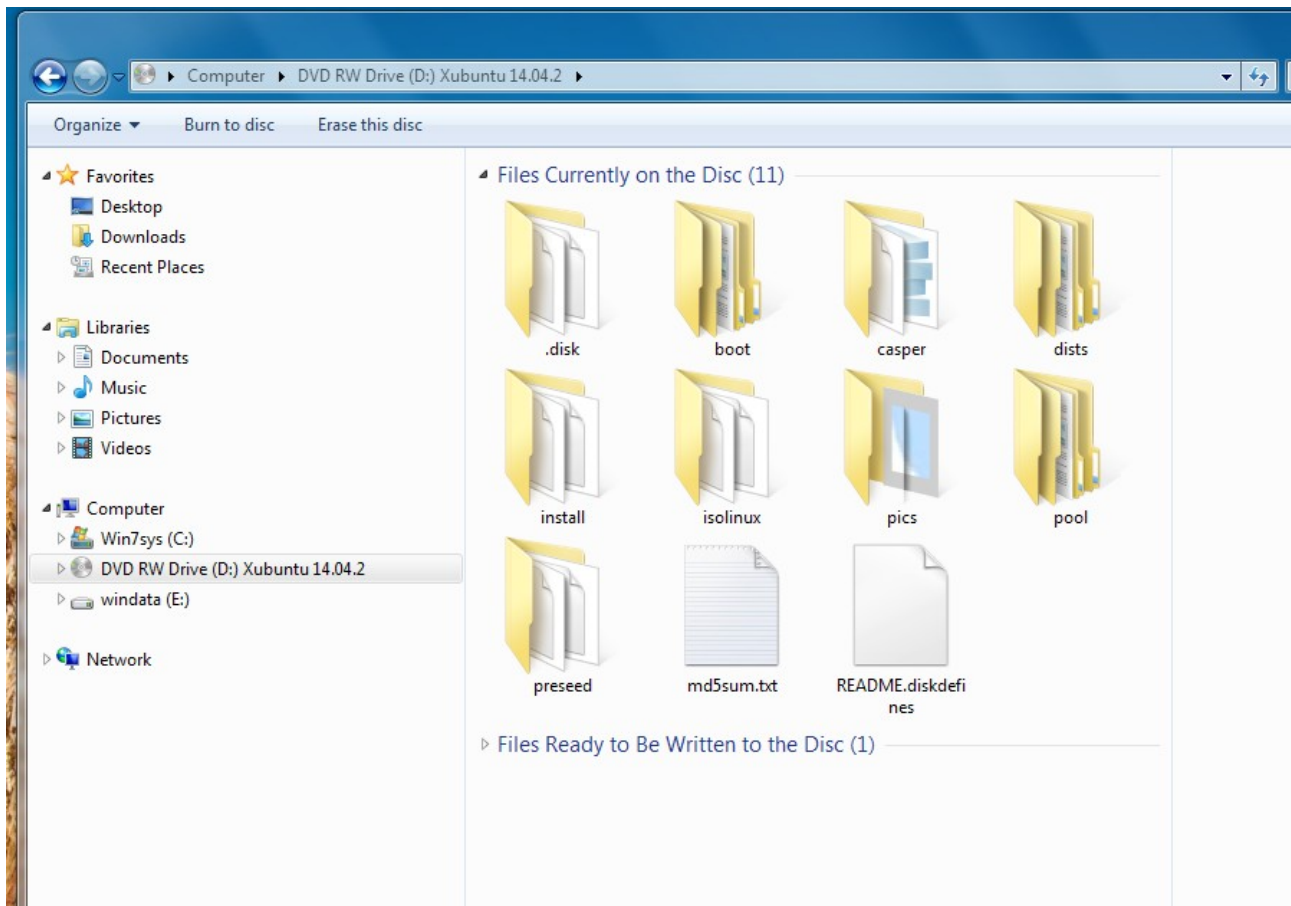 Computer DVD RW Drive (D:) Xubuntu 14.04.2
Organize Burn to disc Erase this disc
Favorites
Desktop
Downloads
Recent Places
Libraries
Documents
Music
Pictures
Videos
Computer
Win7sys (C:)
DVD RW Drive (D:) Xubuntu 14.04.2
windata (E:)
Network
Files Currently on the Disc (11)
.disk boot casper dists
install isolinux pics pool
preseed md5sum.txt README.diskdefi
nes
Files Ready to Be Written to the Disc (1)